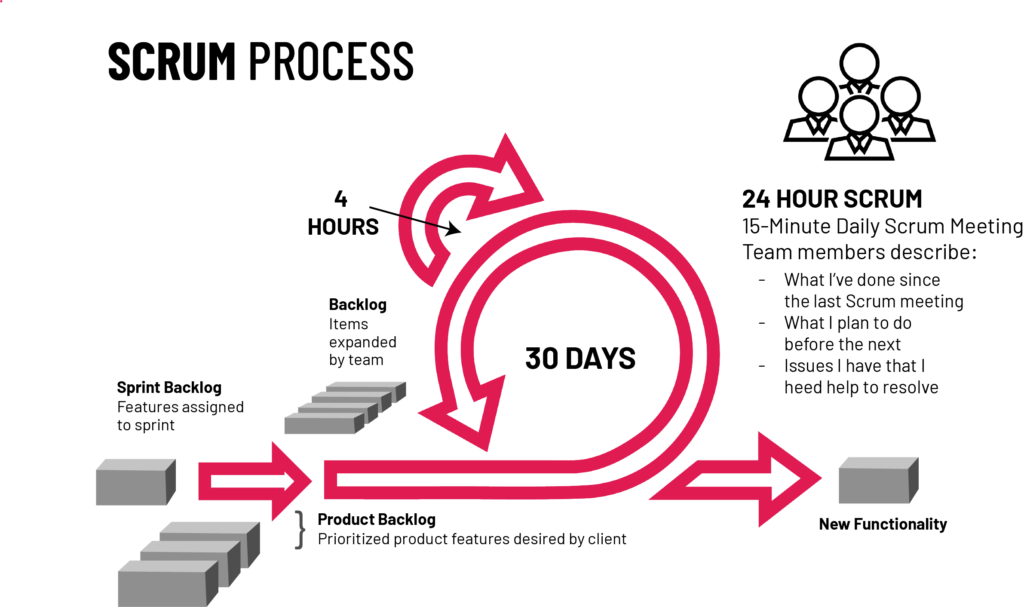 SCRUM PROCESS
4
HOURS
24 HOUR SCRUM
15-Minute Daily Scrum Meeting
Team members describe:
- What I've done since
the last Scrum meeting
- What I plan to do
before the next
- Issues I have that I
heed help to resolve
Backlog
Items
expanded
by team
30 DAYS
Sprint Backlog
Features assigned
to sprint
Product Backlog
Prioritized product features desired by client
New Functionality